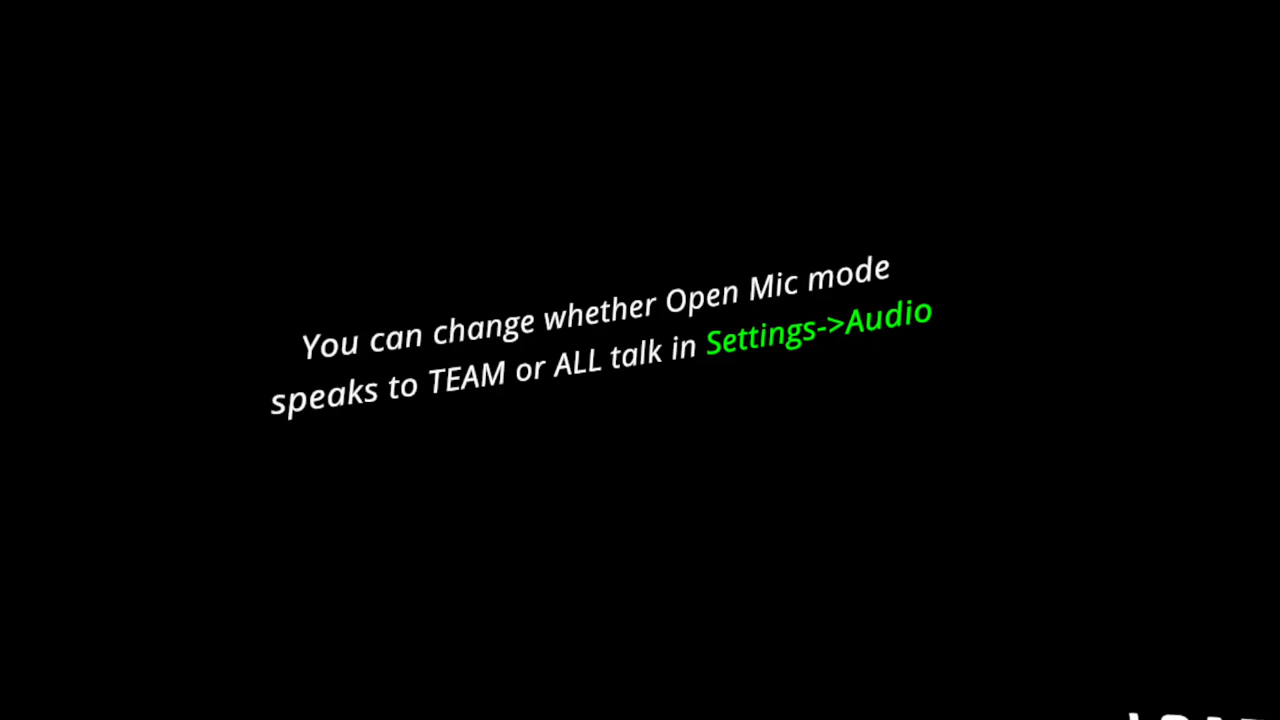 You can change whether Open Mic mode
speaks to TEAM or ALL talk in Settings->Audio